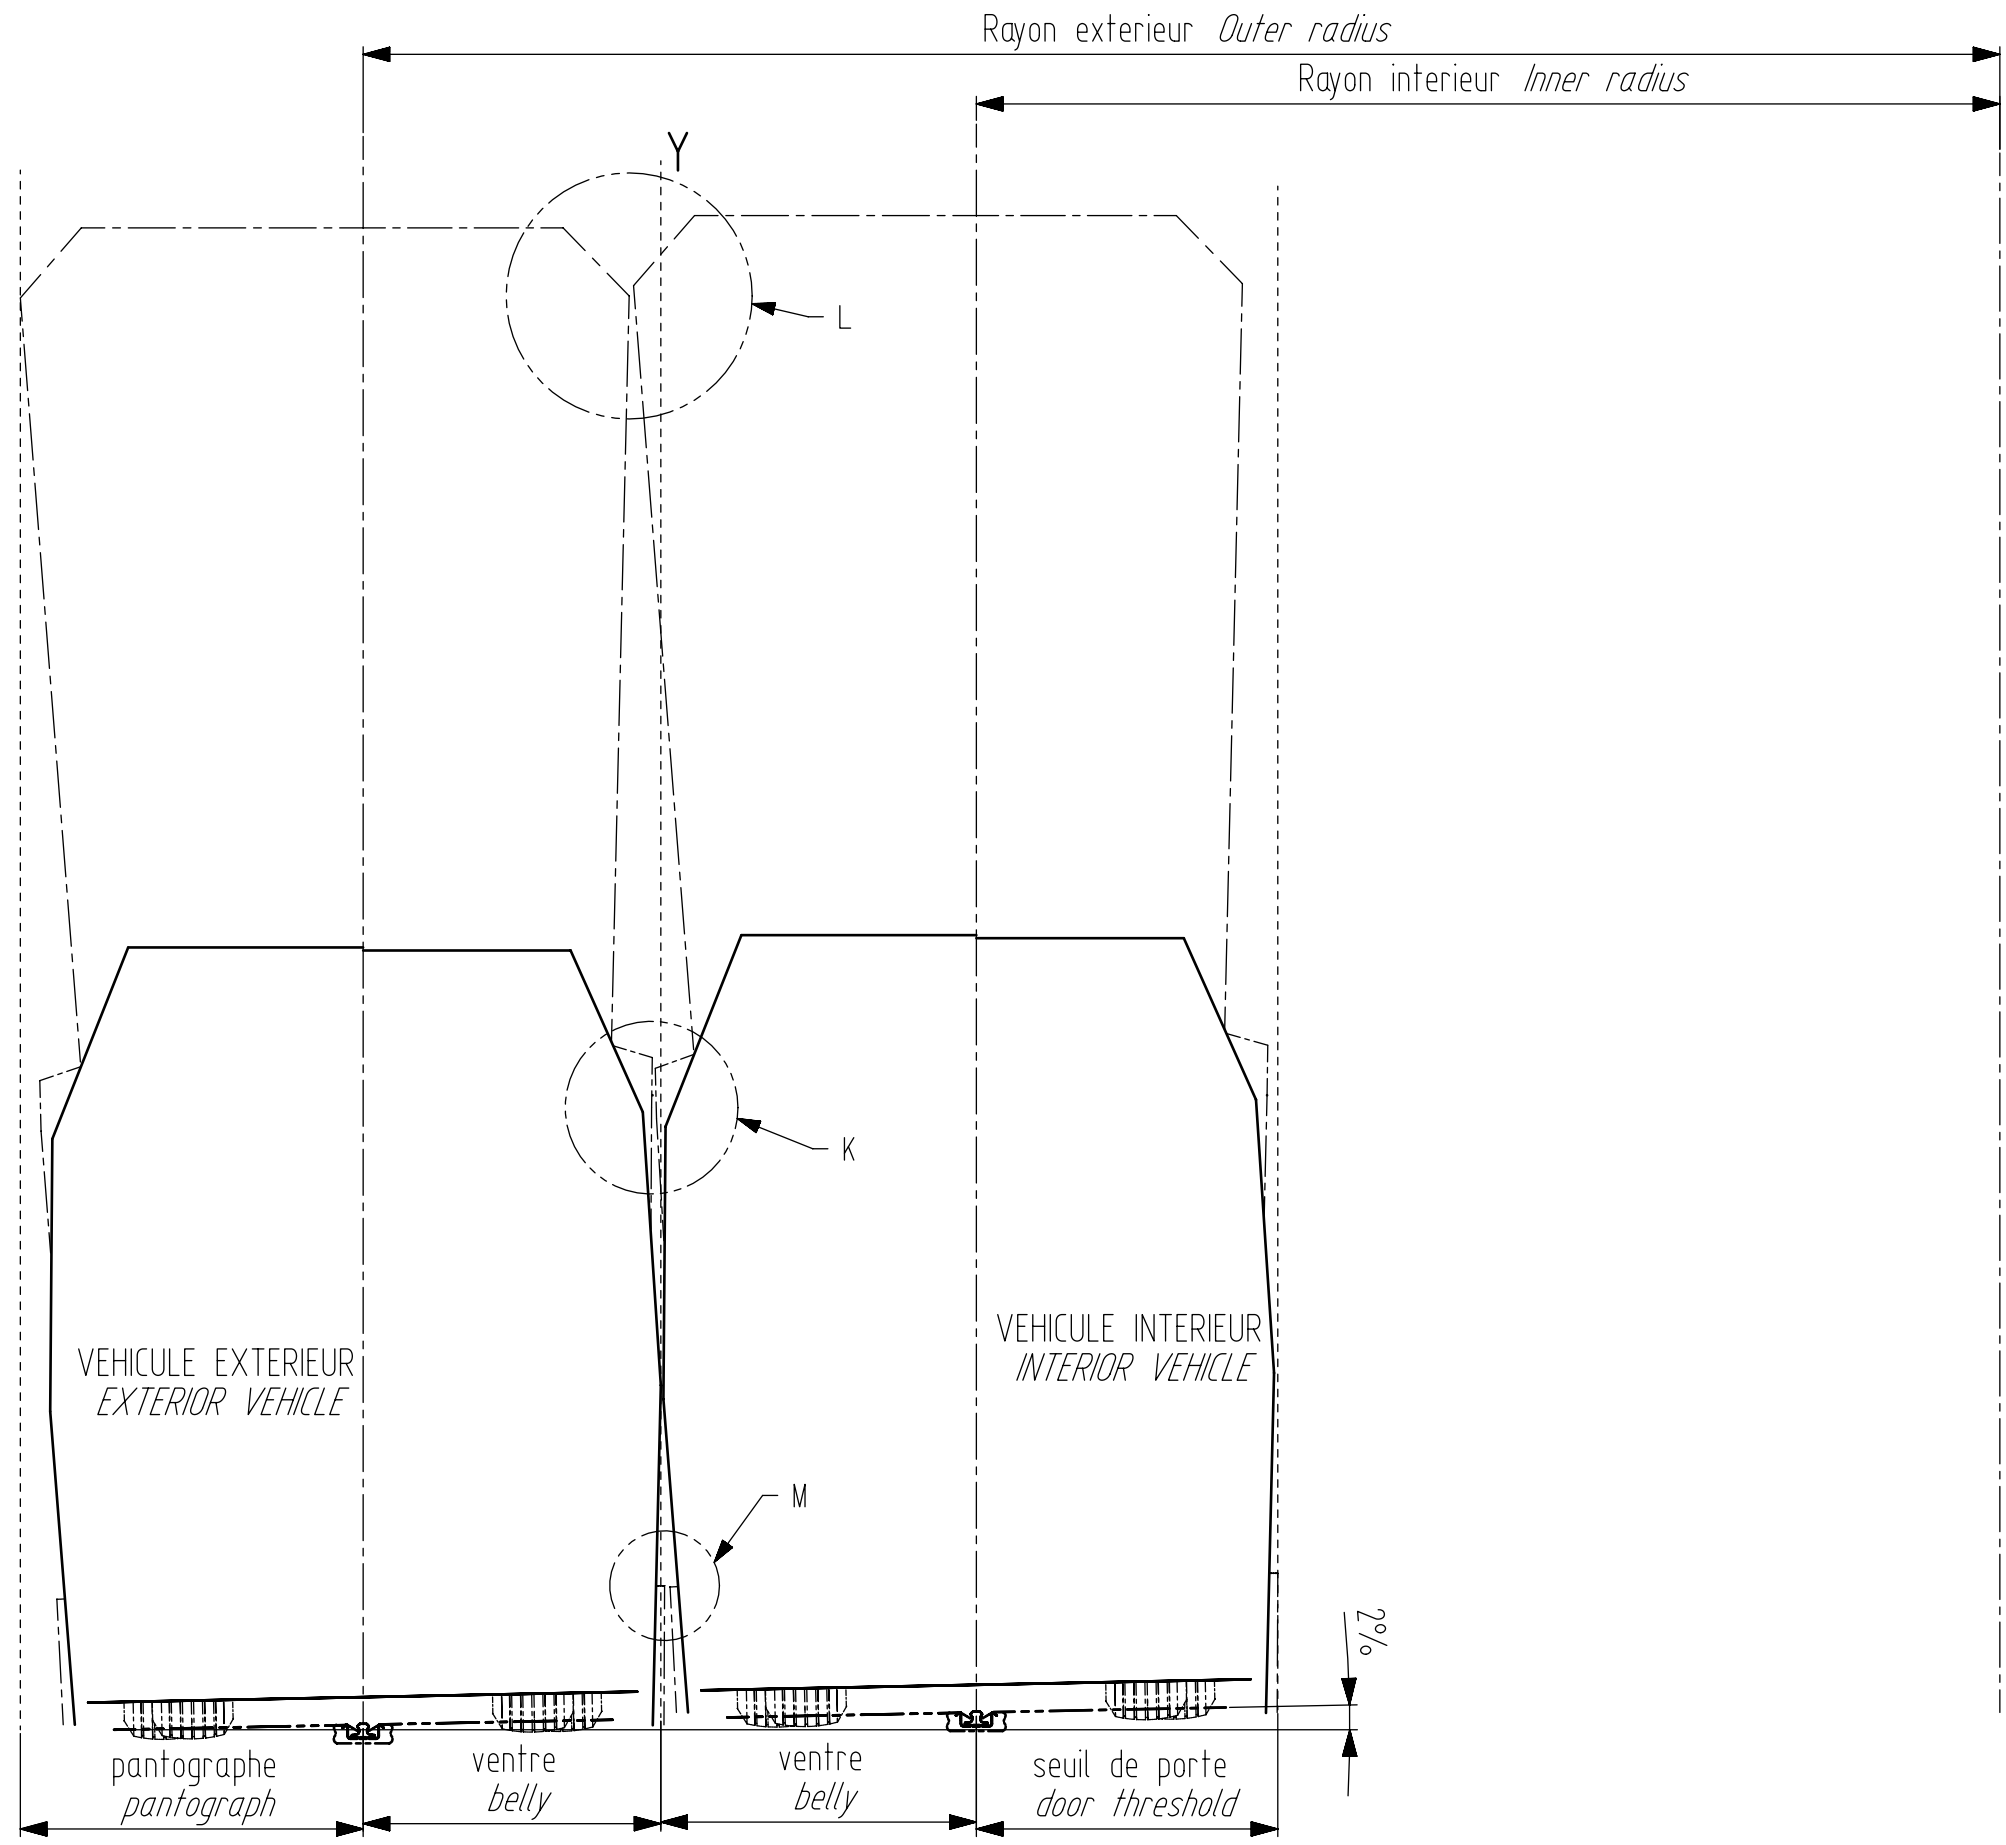 Rayon exterieur Outer radius
Rayon interieur Inner radius
Y
L
K
VEHICULE INTERIEUR
INTERIOR VEHICLE
VEHICULE EXTERIEUR
EXTERIOR VEHICLE
M
2%
pantographe
pantograph
ventre
belly
ventre
belly
seuil de porte
door threshold